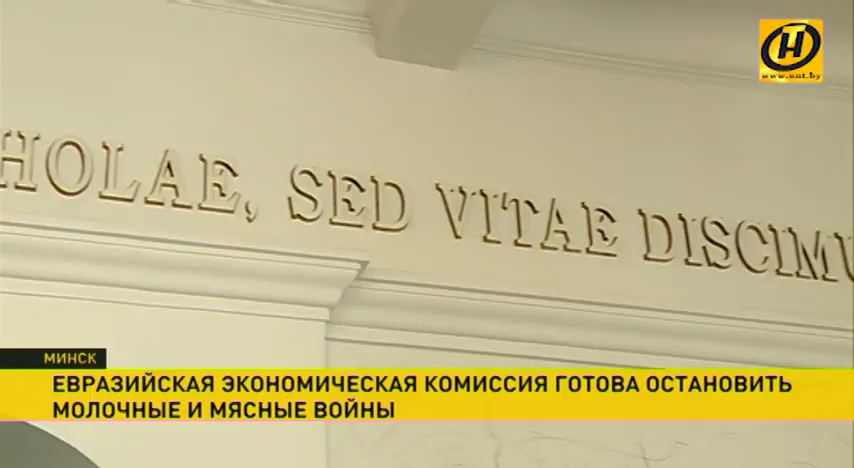 Н
www.ont.by
HOLAE, SED VITAE DISCIMU
МИНСК
ЕВРАЗИЙСКАЯ ЭКОНОМИЧЕСКАЯ КОМИССИЯ ГОТОВА ОСТАНОВИТЬ
МОЛОЧНЫЕ И МЯСНЫЕ ВОЙНЫ